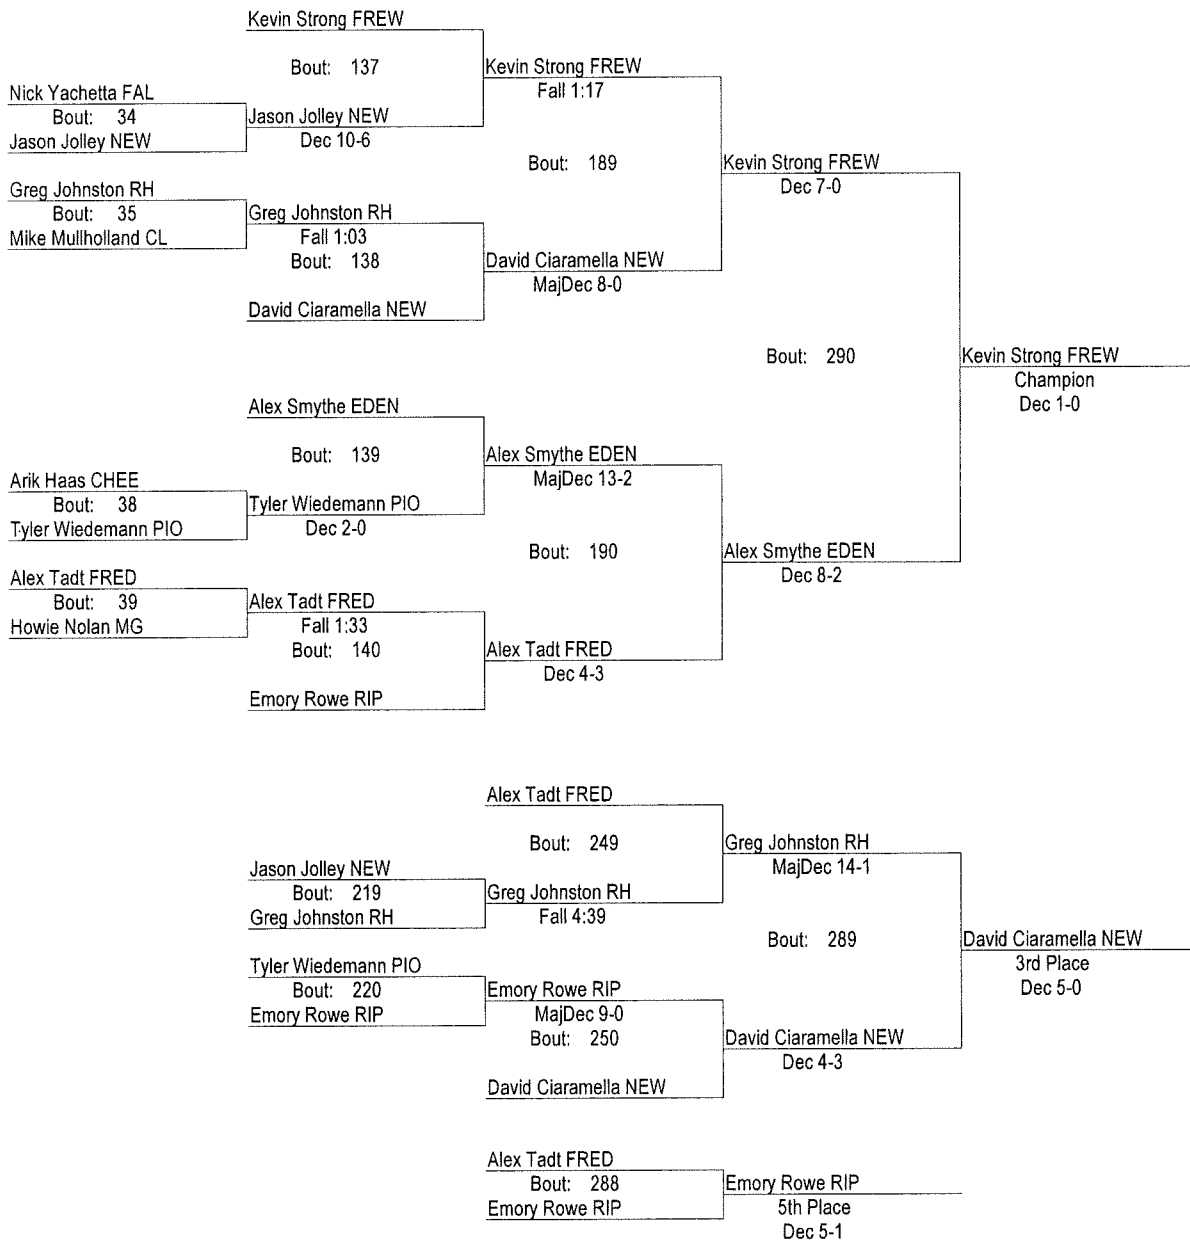 Kevin Strong FREW
Bout: 137
Kevin Strong FREW
Fall 1:17
Nick Yachetta FAL
Bout: 34
Jason Jolley NEW
Jason Jolley NEW
Dec 10-6
Bout: 189
Kevin Strong FREW
Dec 7-0
Greg Johnston RH
Bout: 35
Mike Mullholland CL
Greg Johnston RH
Fall 1:03
Bout: 138
David Ciaramella NEW
MajDec 8-0
David Ciaramella NEW
Bout: 290
Kevin Strong FREW
Champion
Dec 1-0
Alex Smythe EDEN
Bout: 139
Alex Smythe EDEN
MajDec 13-2
Arik Haas CHEE
Bout: 38
Tyler Wiedemann PIO
Tyler Wiedemann PIO
Dec 2-0
Bout: 190
Alex Smythe EDEN
Dec 8-2
Alex Tadt FRED
Bout: 39
Howie Nolan MG
Alex Tadt FRED
Fall 1:33
Bout: 140
Alex Tadt FRED
Dec 4-3
Emory Rowe RIP
Alex Tadt FRED
Bout: 249
Greg Johnston RH
MajDec 14-1
Jason Jolley NEW
Bout: 219
Greg Johnston RH
Greg Johnston RH
Fall 4:39
Bout: 289
David Ciaramella NEW
3rd Place
Dec 5-0
Tyler Wiedemann PIO
Bout: 220
Emory Rowe RIP
Emory Rowe RIP
MajDec 9-0
Bout: 250
David Ciaramella NEW
Dec 4-3
David Ciaramella NEW
Alex Tadt FRED
Bout: 288
Emory Rowe RIP
Emory Rowe RIP
5th Place
Dec 5-1